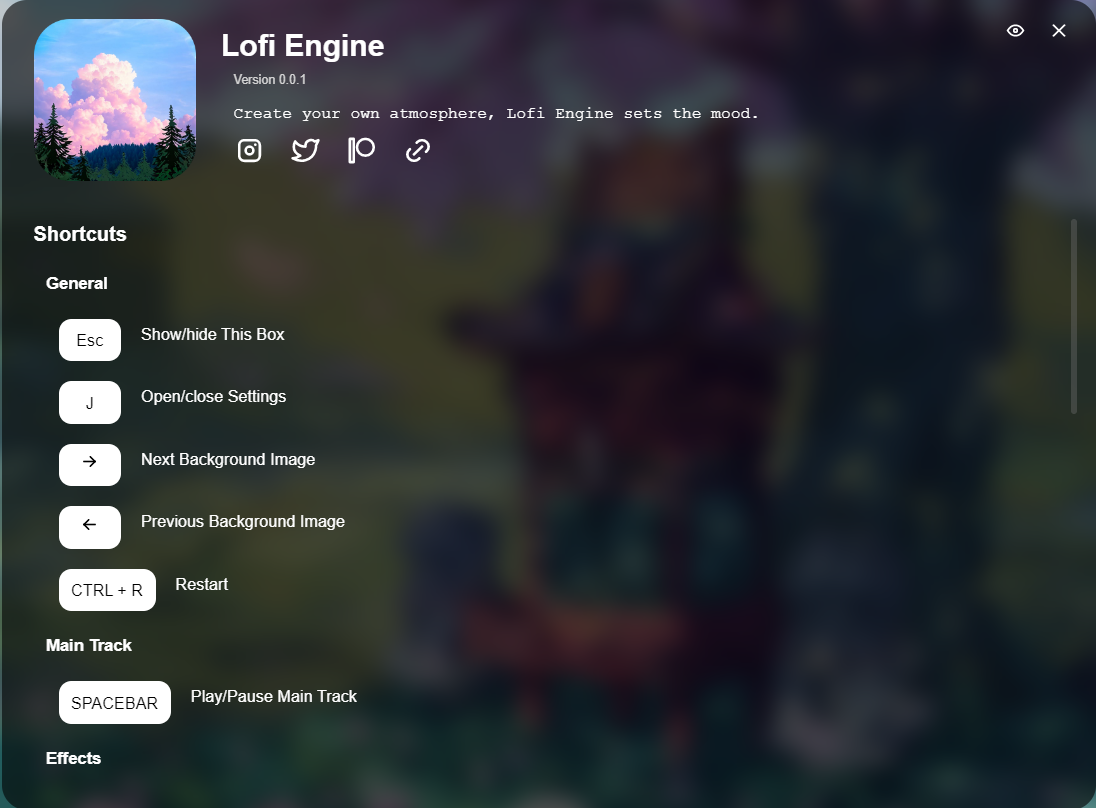 Lofi Engine
Version 0.0.1
Create your own atmosphere, Lofi Engine sets the mood.
Shortcuts
General
Esc Show/hide This Box
J Open/close Settings
→ Next Background Image
← Previous Background Image
CTRL + R Restart
Main Track
SPACEBAR Play/Pause Main Track
Effects